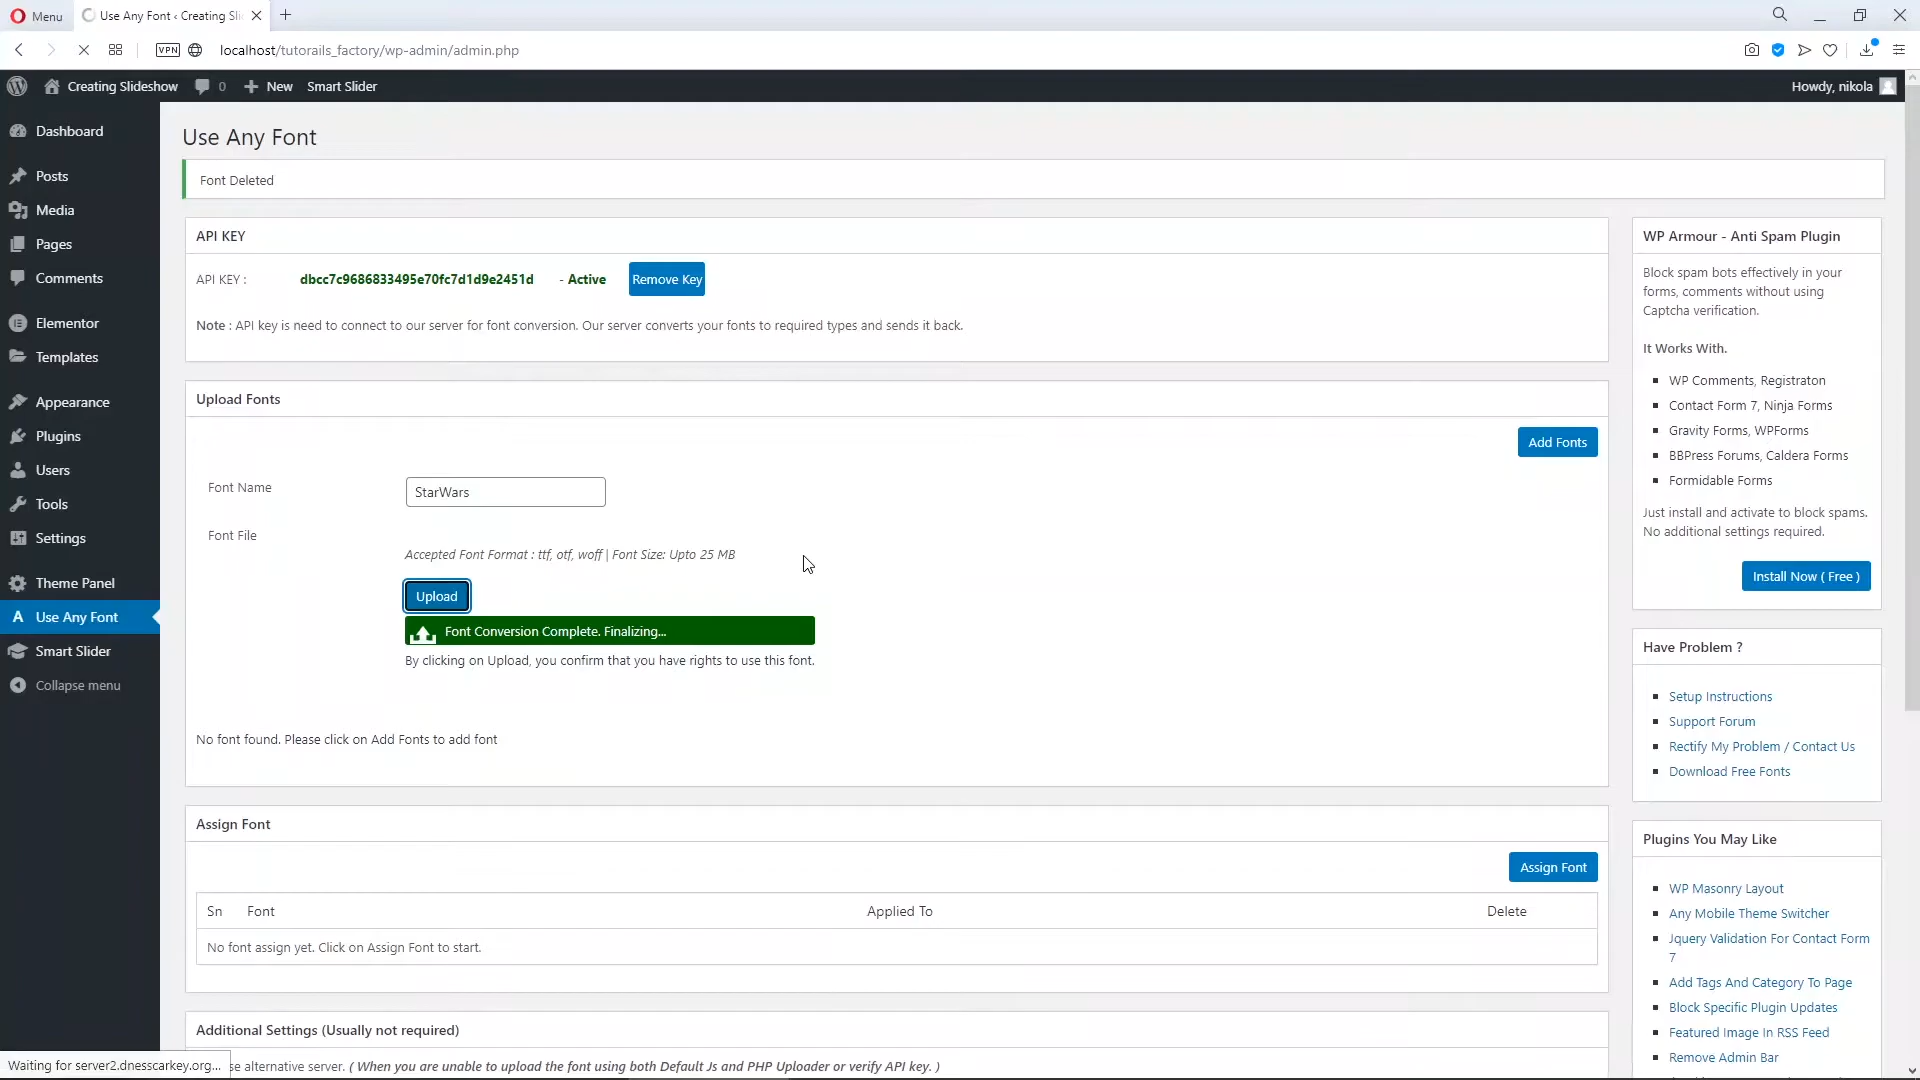 Menu
Use Any Font ‹ Creating Sli
VPN
localhost/tutorails_factory/wp-admin/admin.php
Creating Slideshow
0
New
Smart Slider
Howdy, nikola
Dashboard
Posts
Media
Pages
Comments
Elementor
Templates
Appearance
Plugins
Users
Tools
Settings
Theme Panel
A Use Any Font
Smart Slider
Collapse menu
Use Any Font
Font Deleted
API KEY
API KEY : dbcc7c9686833495e70fc7d1d9e2451d - Active Remove Key
Note : API key is need to connect to our server for font conversion. Our server converts your fonts to required types and sends it back.
Upload Fonts
Add Fonts
Font Name StarWars
Font File
Accepted Font Format : ttf, otf, woff | Font Size: Upto 25 MB
Upload
Font Conversion Complete. Finalizing...
By clicking on Upload, you confirm that you have rights to use this font.
No font found. Please click on Add Fonts to add font
Assign Font
Assign Font
Sn Font Applied To Delete
No font assign yet. Click on Assign Font to start.
Additional Settings (Usually not required)
se alternative server. ( When you are unable to upload the font using both Default Js and PHP Uploader or verify API key. )
WP Armour - Anti Spam Plugin
Block spam bots effectively in your
forms, comments without using
Captcha verification.
It Works With.
WP Comments, Registraton
Contact Form 7, Ninja Forms
Gravity Forms, WPForms
BBPress Forums, Caldera Forms
Formidable Forms
Just install and activate to block spams.
No additional settings required.
Install Now ( Free )
Have Problem ?
Setup Instructions
Support Forum
Rectify My Problem / Contact Us
Download Free Fonts
Plugins You May Like
WP Masonry Layout
Any Mobile Theme Switcher
Jquery Validation For Contact Form
7
Add Tags And Category To Page
Block Specific Plugin Updates
Featured Image In RSS Feed
Remove Admin Bar
Waiting for server2.dnesscarkey.org...